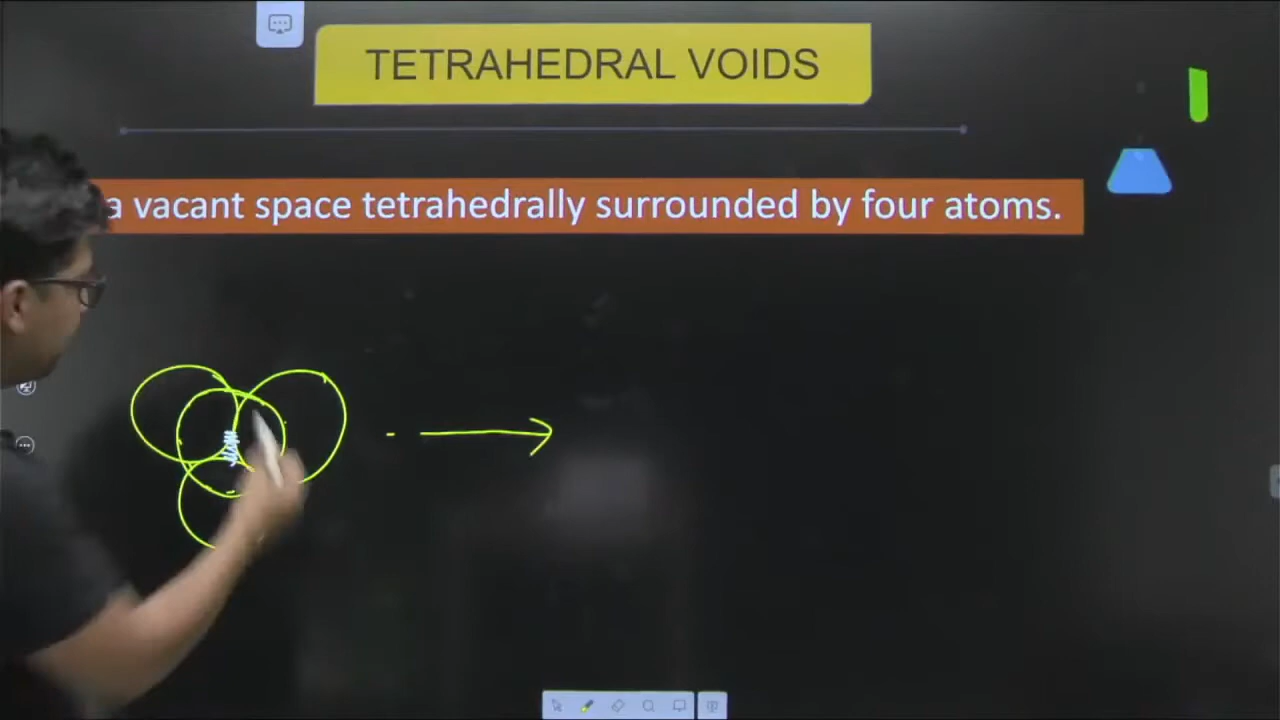 TETRAHEDRAL VOIDS
a vacant space tetrahedrally surrounded by four atoms.